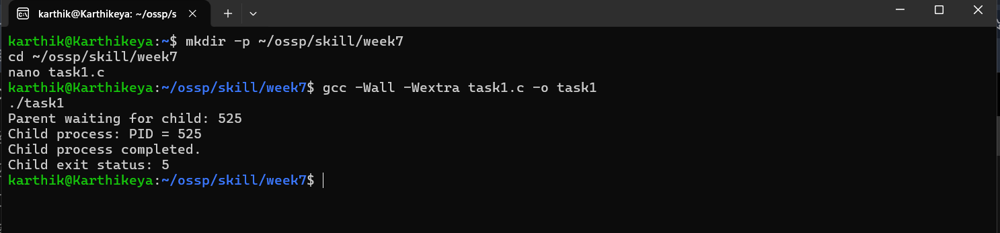 karthik@Karthikeya: ~/ossp/s
karthik@Karthikeya:~$ mkdir -p ~/ossp/skill/week7
cd ~/ossp/skill/week7
nano task1.c
karthik@Karthikeya:~/ossp/skill/week7$ gcc -Wall -Wextra task1.c -o task1
./task1
Parent waiting for child: 525
Child process: PID = 525
Child process completed.
Child exit status: 5
karthik@Karthikeya:~/ossp/skill/week7$